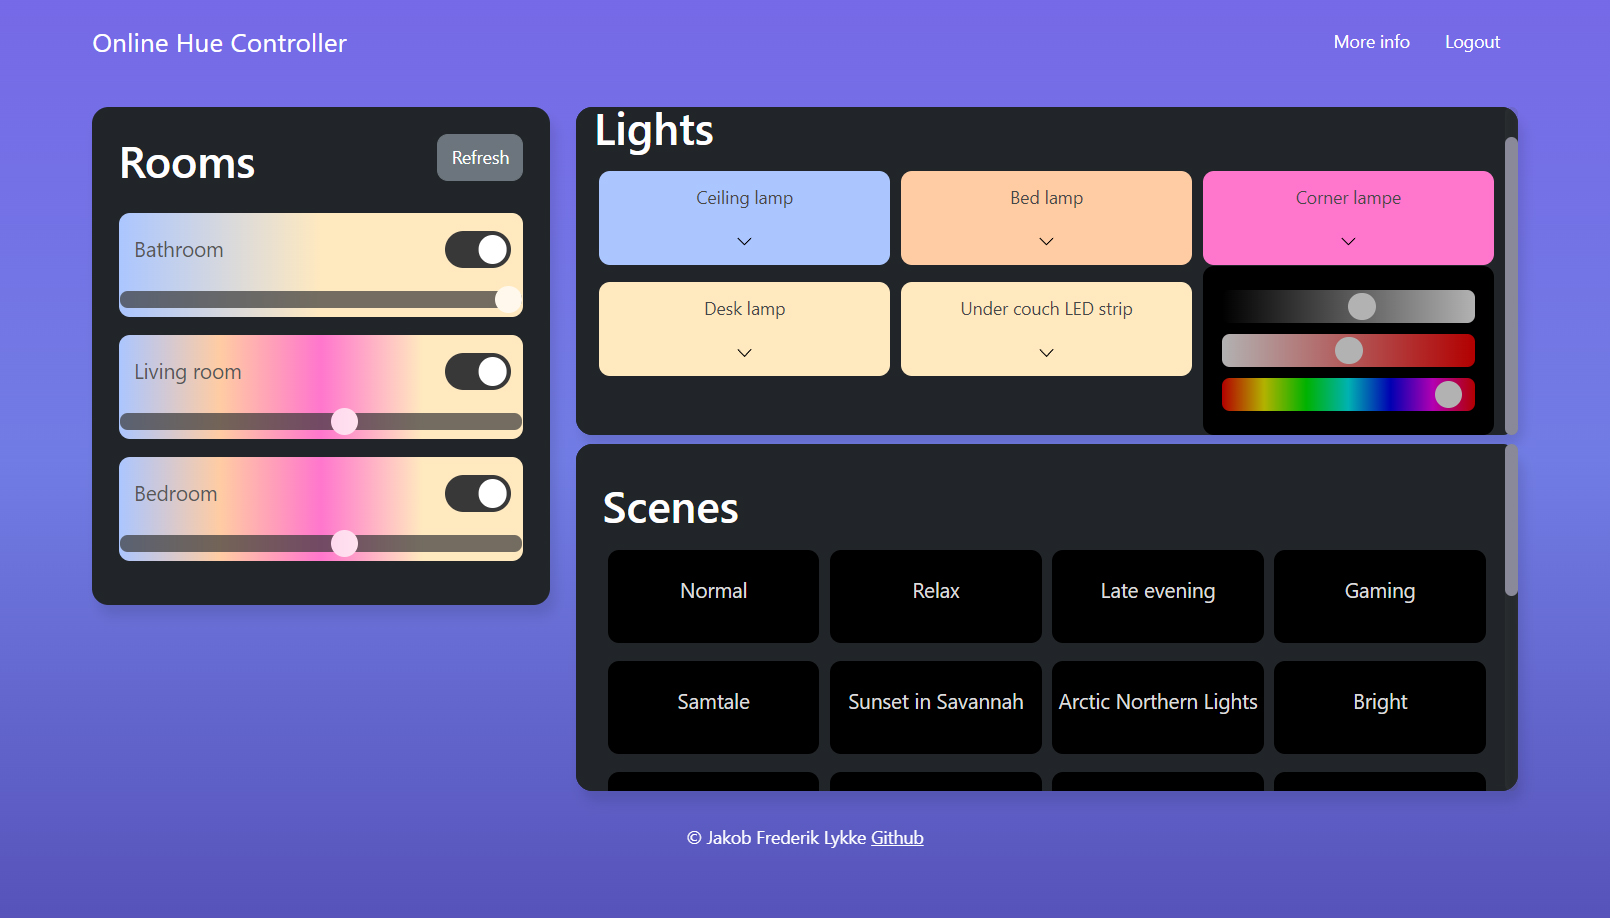 Online Hue Controller
More info
Logout
Rooms
Refresh
Bathroom
Living room
Bedroom
Lights
Ceiling lamp
Bed lamp
Corner lampe
Desk lamp
Under couch LED strip
Scenes
Normal
Relax
Late evening
Gaming
Samtale
Sunset in Savannah
Arctic Northern Lights
Bright
© Jakob Frederik Lykke Github